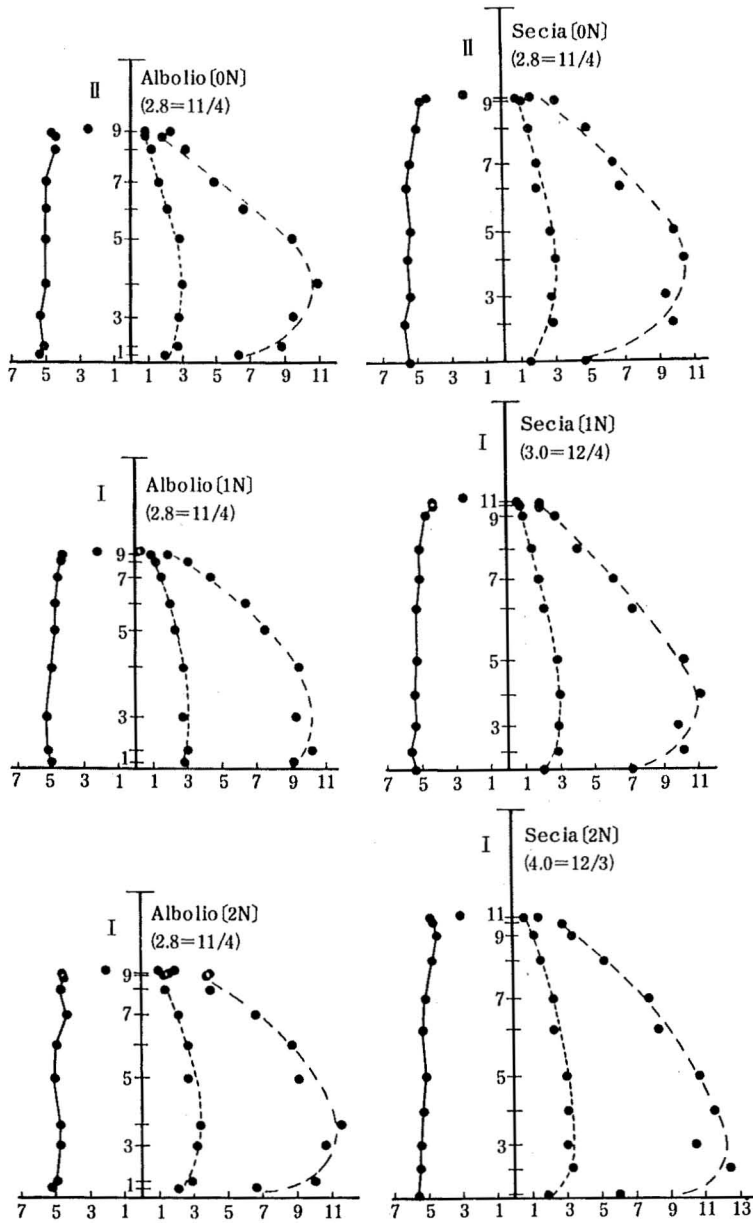 II
Albolio〔0N〕
(2.8=11/4)
9
7
5
3
1
7 5 3 1 1 3 5 7 9 11
II
Secia〔0N〕
(2.8=11/4)
9
7
5
3
7 5 3 1 1 3 5 7 9 11
I
Albolio〔1N〕
(2.8=11/4)
9
7
5
3
1
7 5 3 1 1 3 5 7 9 11
I
Secia〔1N〕
(3.0=12/4)
11
9
7
5
3
7 5 3 1 1 3 5 7 9 11
I
Albolio〔2N〕
(2.8=11/4)
9
7
5
3
1
7 5 3 1 1 3 5 7 9 11
I
Secia〔2N〕
(4.0=12/3)
11
9
7
5
3
7 5 3 1 1 3 5 7 9 11 13